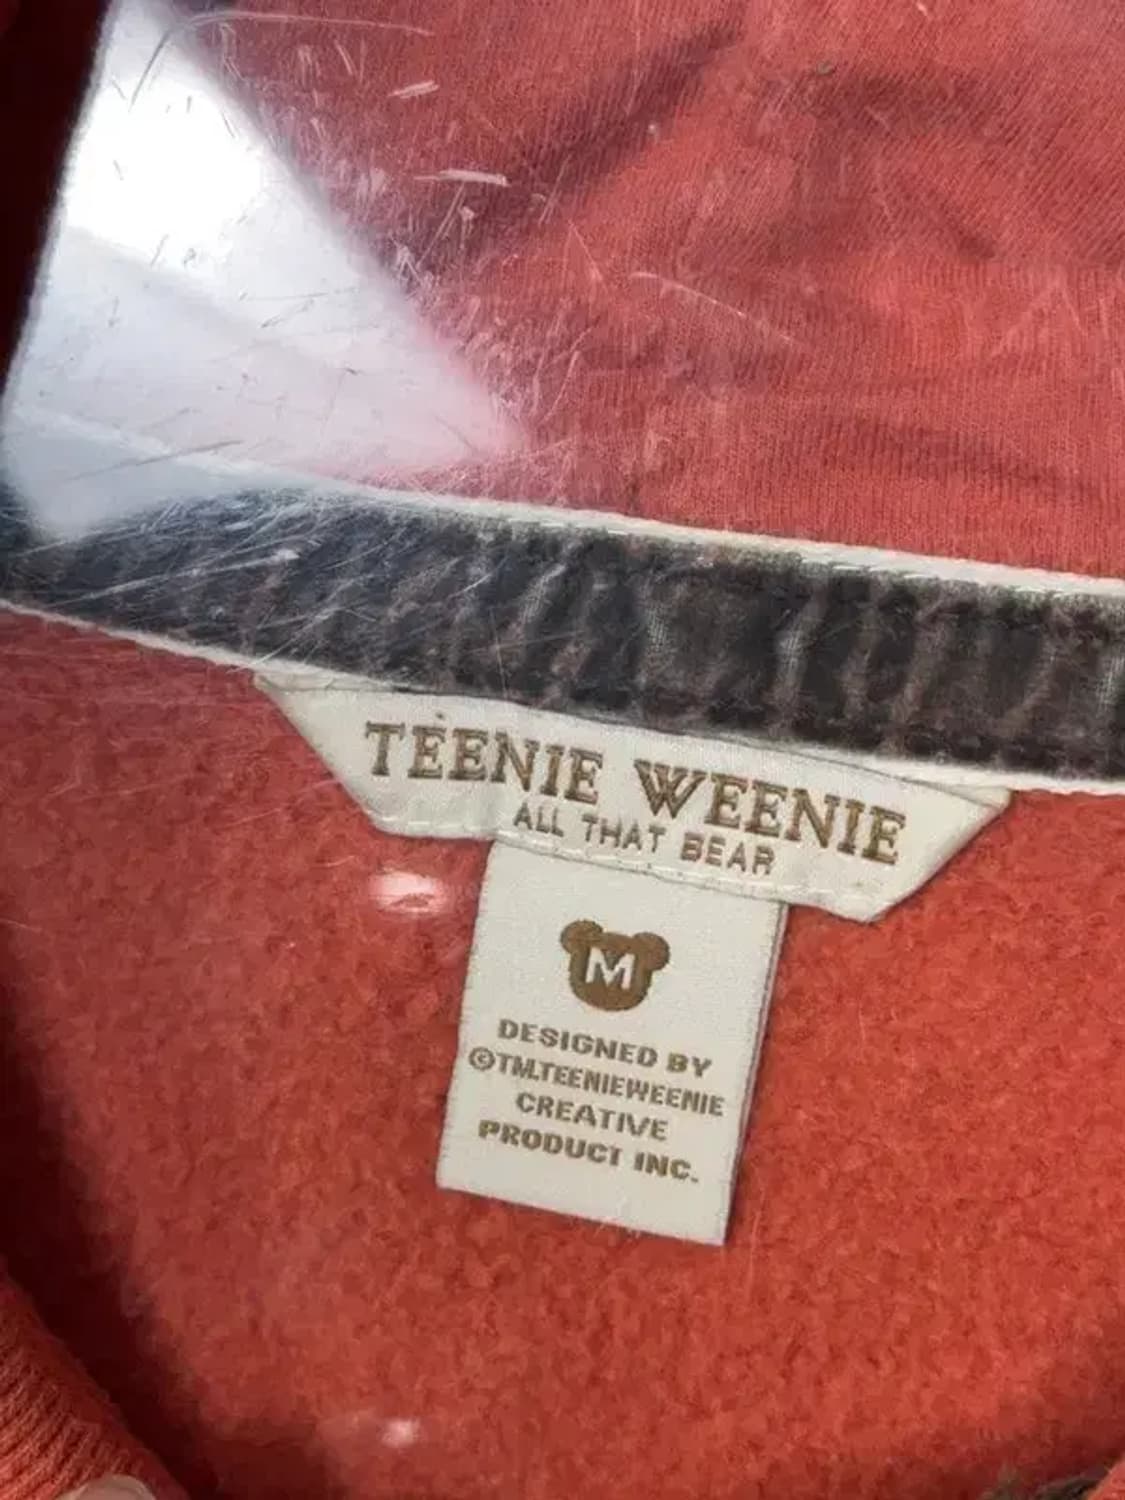 TEENIE WEENIE
ALL THAT BEAR
M
DESIGNED BY
©TM.TEENIEWEENIE
CREATIVE
PRODUCT INC.